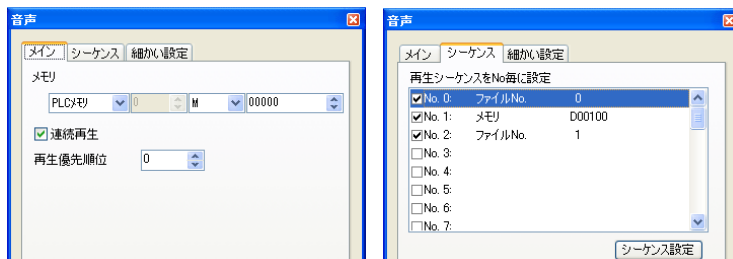 音声
メイン シーケンス 細かい設定
メモリ
PLCメモリ 0 M 00000
連続再生
再生優先順位 0
音声
メイン シーケンス 細かい設定
再生シーケンスをNo毎に設定
No. 0: ファイルNo. 0
No. 1: メモリ D00100
No. 2: ファイルNo. 1
No. 3:
No. 4:
No. 5:
No. 6:
No. 7:
シーケンス設定